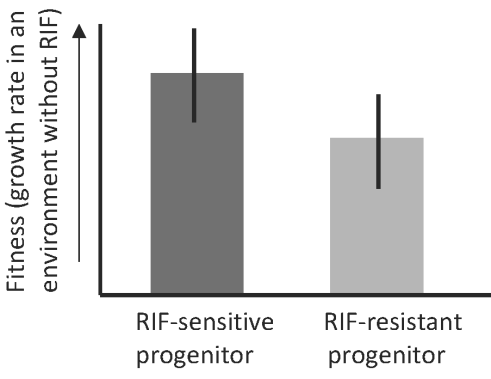 Fitness (growth rate in an
environment without RIF)
RIF-sensitive
progenitor
RIF-resistant
progenitor